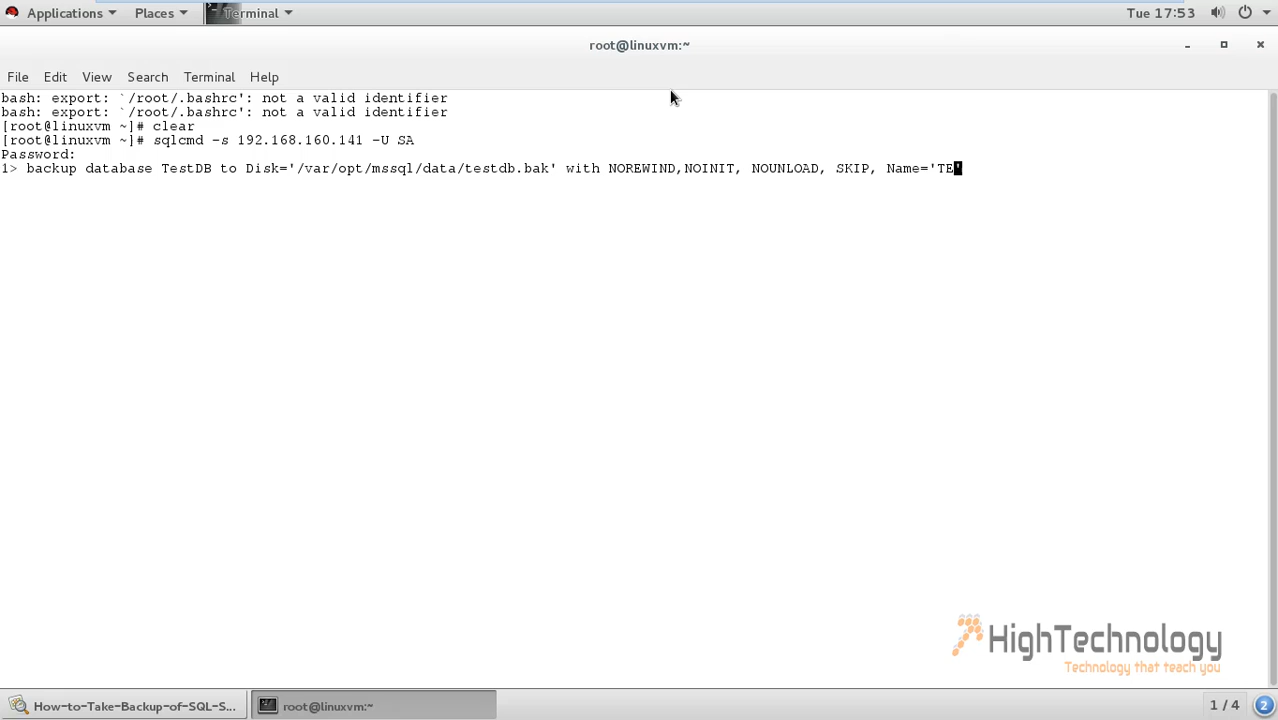 Applications Places Terminal Tue 17:53
root@linuxvm:~
File Edit View Search Terminal Help
bash: export: `/root/.bashrc': not a valid identifier
bash: export: `/root/.bashrc': not a valid identifier
[root@linuxvm ~]# clear
[root@linuxvm ~]# sqlcmd -s 192.168.160.141 -U SA
Password:
1> backup database TestDB to Disk='/var/opt/mssql/data/testdb.bak' with NOREWIND,NOINIT, NOUNLOAD, SKIP, Name='TE'
HighTechnology
Technology that teach you
How-to-Take-Backup-of-SQL-S... root@linuxvm:~ 1 / 4 2